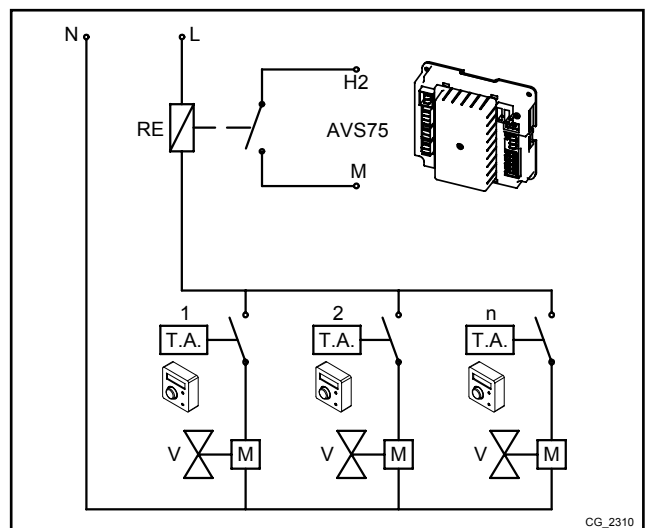 N L
H2
RE AVS75
M
1 2 n
T.A. T.A. T.A.
V M V M V M
CG_2310